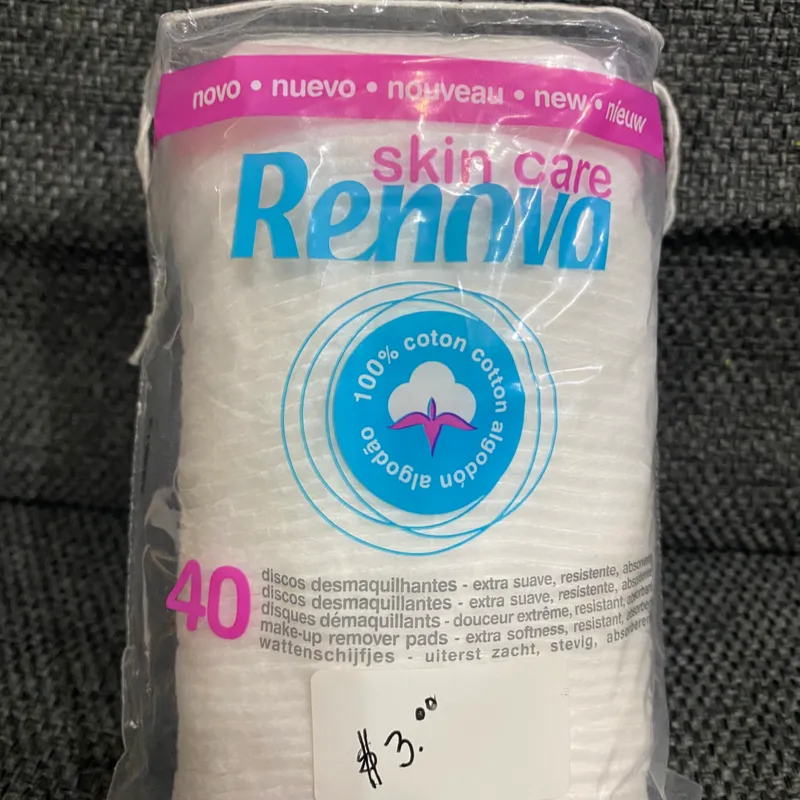 novo • nuevo • nouveau • new • nieuw
skin care
Renova
100% coton cotton algodón algodão
40
discos desmaquilhantes - extra suave, resistente,
discos desmaquillantes - extra suave, resistente,
disques démaquillants - douceur extrême, resistant,
make-up remover pads - extra softness, resistant,
wattenschijfjes - uiterst zacht, stevig,
$3.00